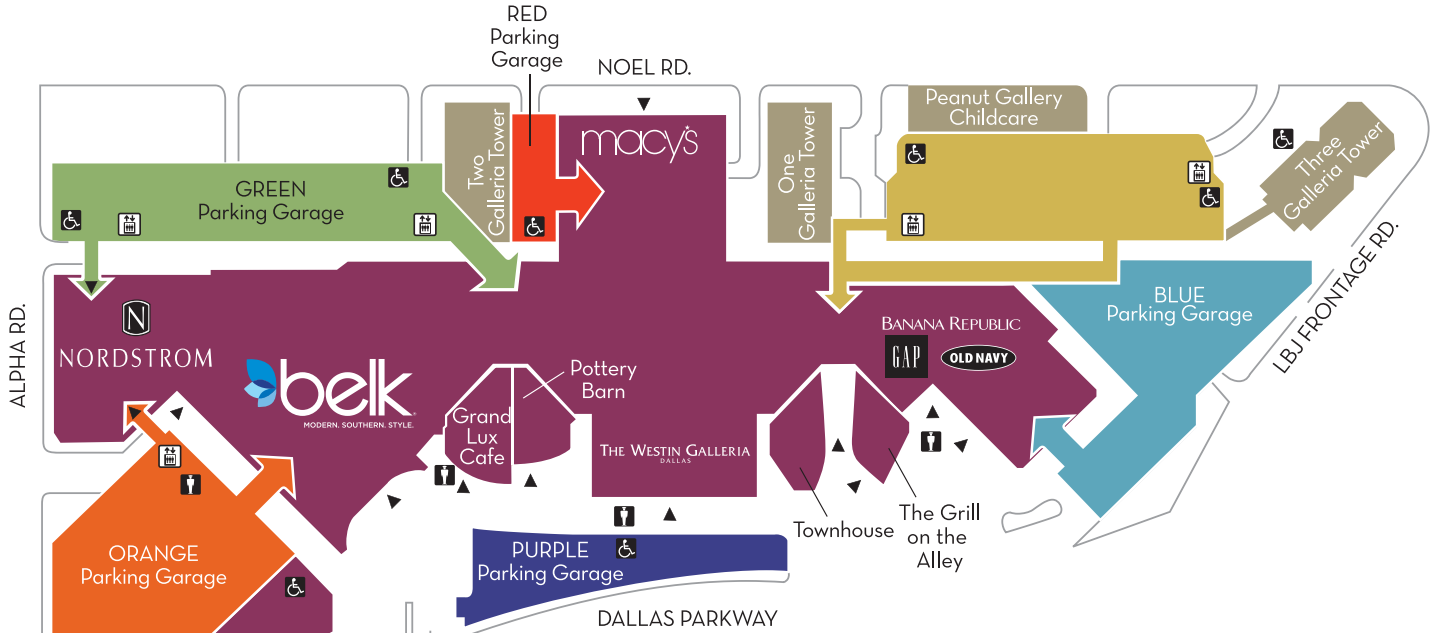 RED
Parking
Garage
NOEL RD.
Peanut Gallery
Childcare
macy's
Two
Galleria Tower
One
Galleria Tower
Three
Galleria Tower
GREEN
Parking Garage
LBJ FRONTAGE RD.
BLUE
Parking Garage
ALPHA RD.
N
NORDSTROM
BANANA REPUBLIC
GAP
OLD NAVY
belk
MODERN. SOUTHERN. STYLE.
Pottery
Barn
Grand
Lux
Cafe
THE WESTIN GALLERIA
DALLAS
Townhouse
The Grill
on the
Alley
ORANGE
Parking Garage
PURPLE
Parking Garage
DALLAS PARKWAY